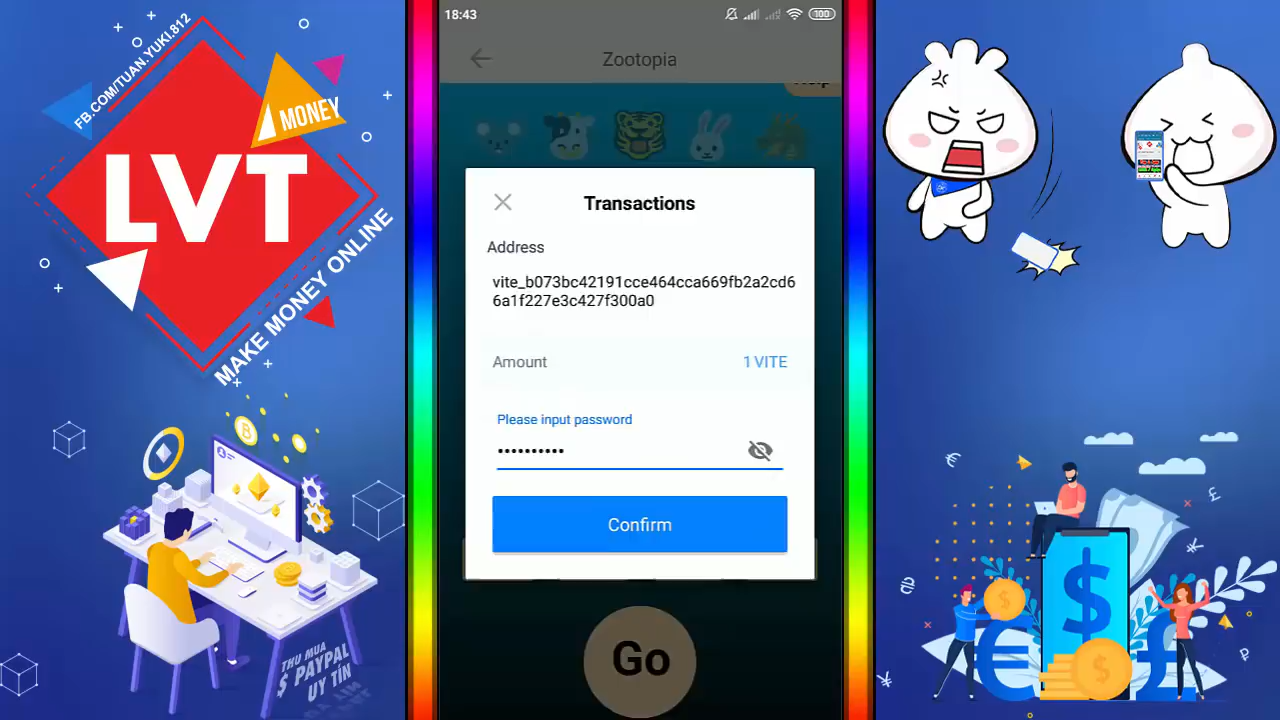 FB.COM/TUAN.YUKI.812
MONEY
LVT
MAKE MONEY ONLINE
THU MUA
$ PAYPAL
UY TÍN
18:43
100
Zootopia
Transactions
Address
vite_b073bc42191cce464cca669fb2a2cd6
6a1f227e3c427f300a0
Amount
1 VITE
Please input password
••••••••••
Confirm
Go